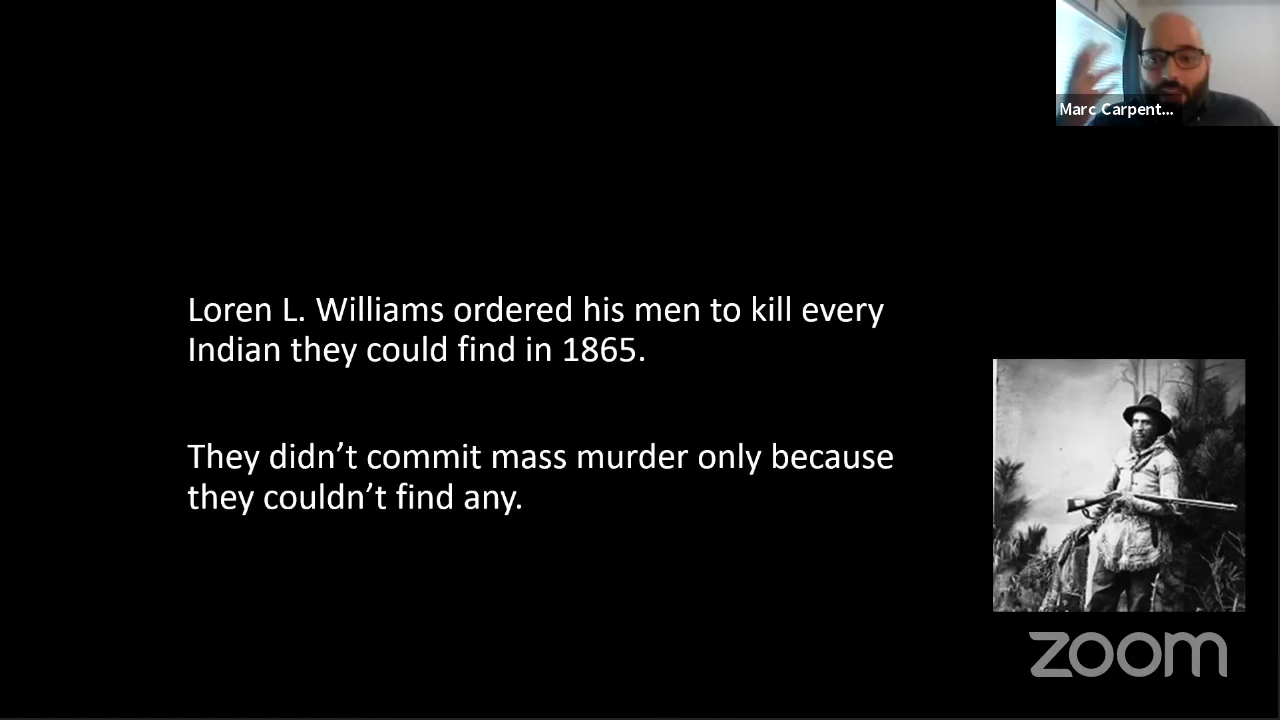 Marc Carpent...
Loren L. Williams ordered his men to kill every
Indian they could find in 1865.
They didn’t commit mass murder only because
they couldn’t find any.
zoom